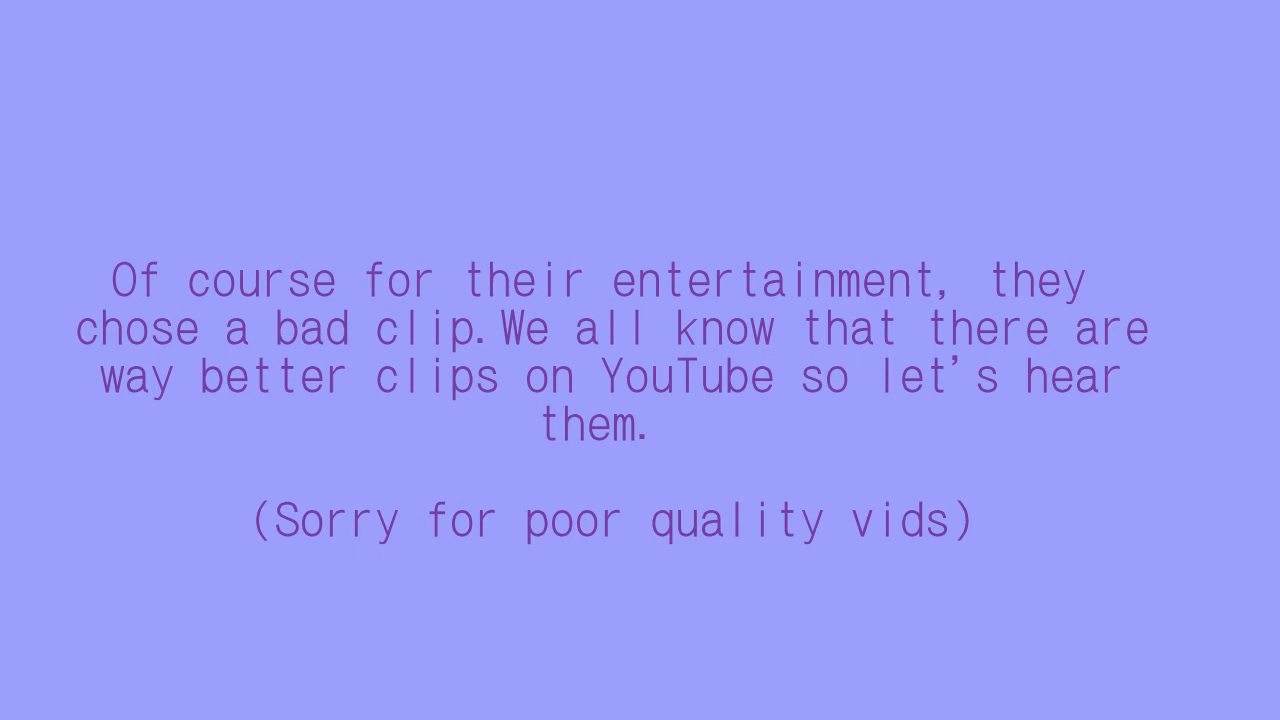 Of course for their entertainment, they
chose a bad clip. We all know that there are
way better clips on YouTube so let's hear
them.
(Sorry for poor quality vids)